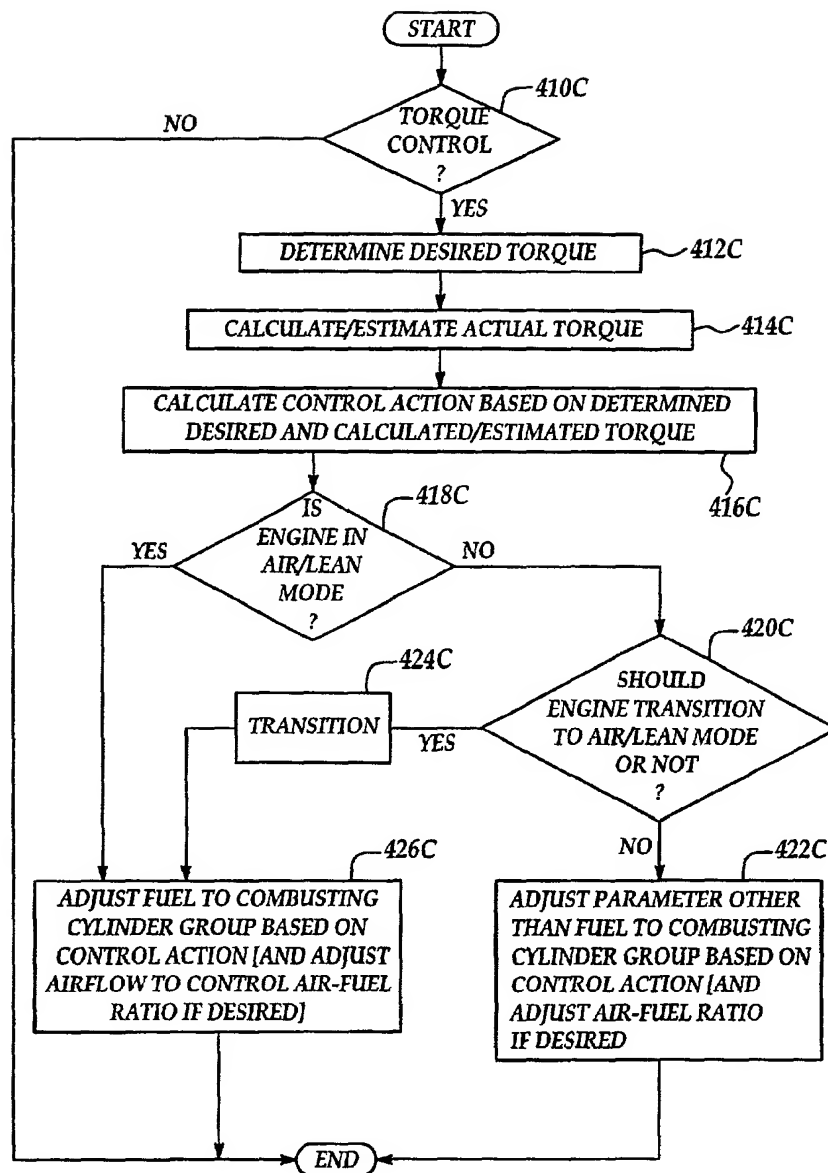 START
410C
NO
TORQUE
CONTROL
?
YES
DETERMINE DESIRED TORQUE
412C
CALCULATE/ESTIMATE ACTUAL TORQUE
414C
CALCULATE CONTROL ACTION BASED ON DETERMINED
DESIRED AND CALCULATED/ESTIMATED TORQUE
416C
418C
IS
ENGINE IN
AIR/LEAN
MODE
?
YES
NO
420C
SHOULD
ENGINE TRANSITION
TO AIR/LEAN MODE
OR NOT
?
424C
TRANSITION
YES
NO
426C
ADJUST FUEL TO COMBUSTING
CYLINDER GROUP BASED ON
CONTROL ACTION [AND ADJUST
AIRFLOW TO CONTROL AIR-FUEL
RATIO IF DESIRED]
422C
ADJUST PARAMETER OTHER
THAN FUEL TO COMBUSTING
CYLINDER GROUP BASED ON
CONTROL ACTION [AND
ADJUST AIR-FUEL RATIO
IF DESIRED
END